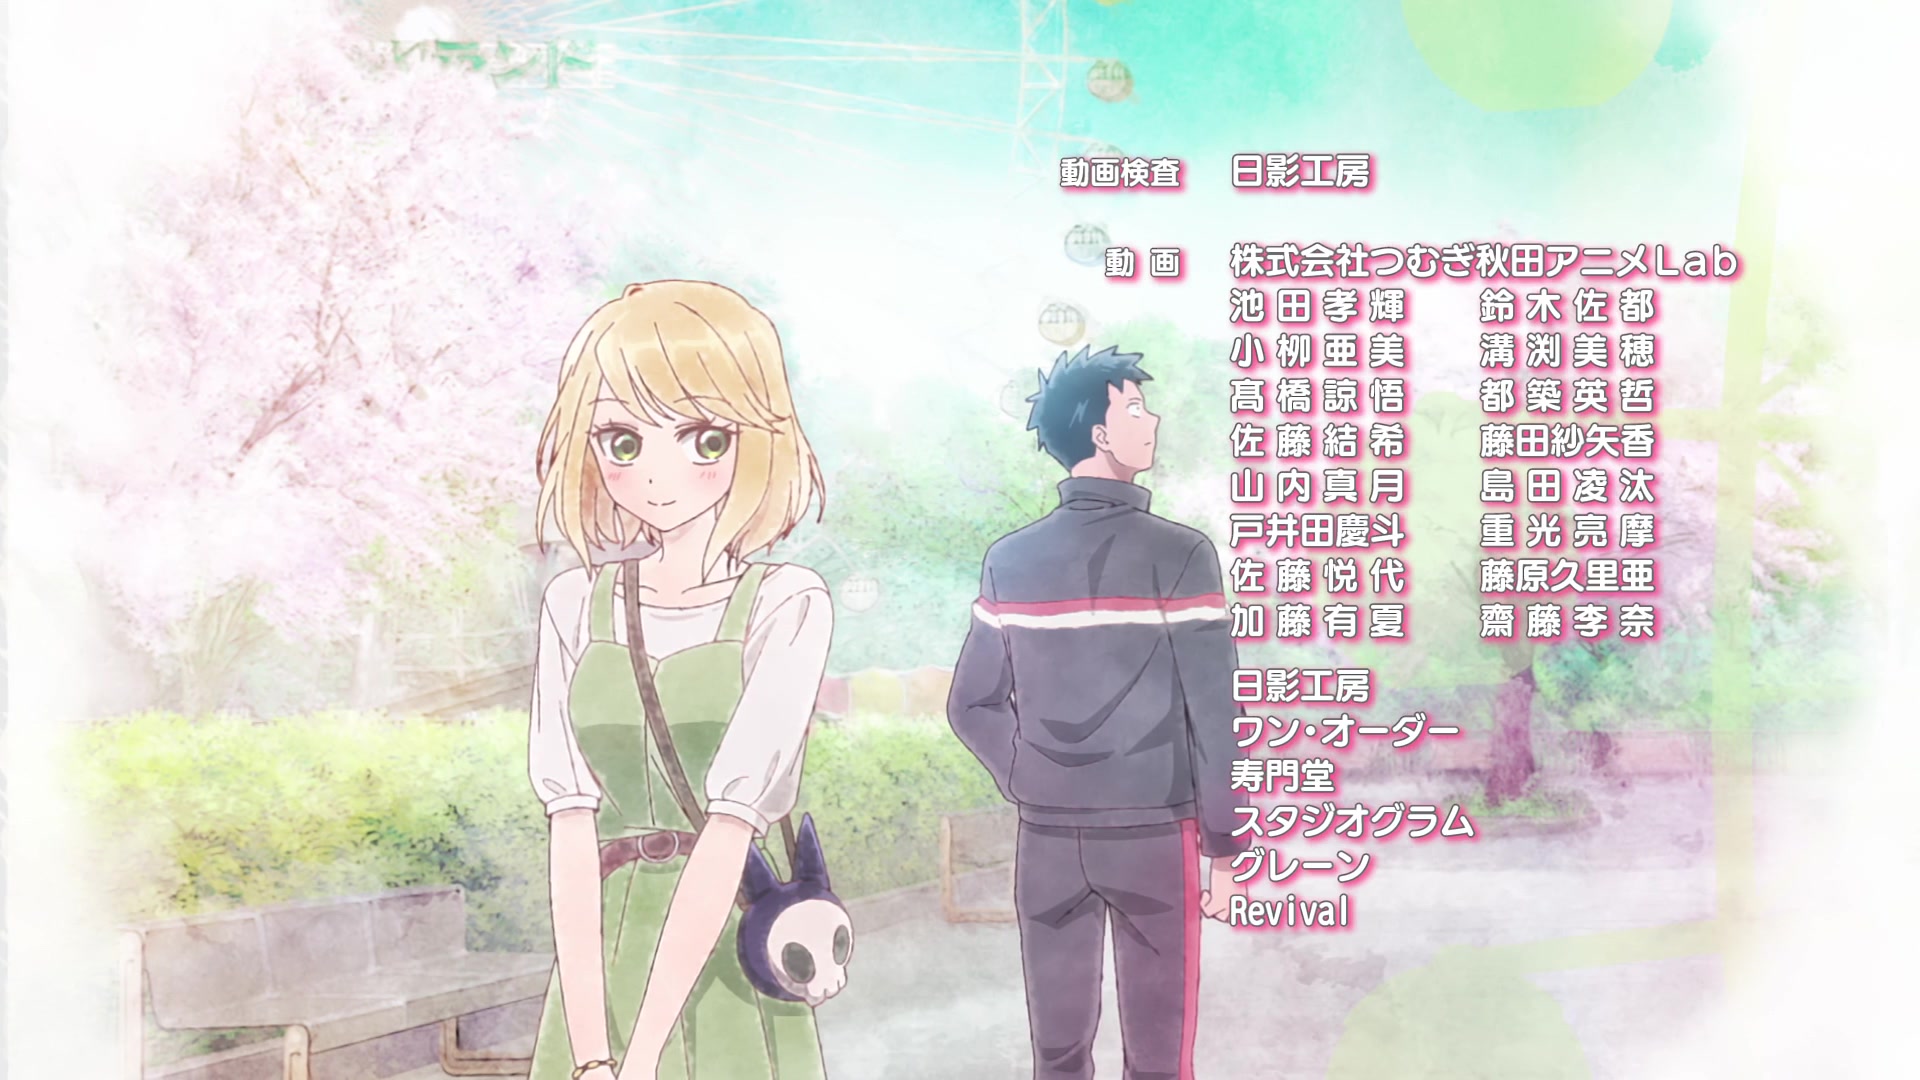 動画検査 日影工房
動画 株式会社つむぎ秋田アニメLab
池田孝輝 鈴木佐都
小栁亜美 溝渕美穂
髙橋諒悟 都築英哲
佐藤結希 藤田紗矢香
山内真月 島田凌汰
戸井田慶斗 重光亮摩
佐藤悦代 藤原久里亜
加藤有夏 齋藤李奈
日影工房
ワン・オーダー
寿門堂
スタジオグラム
グレーン
Revival